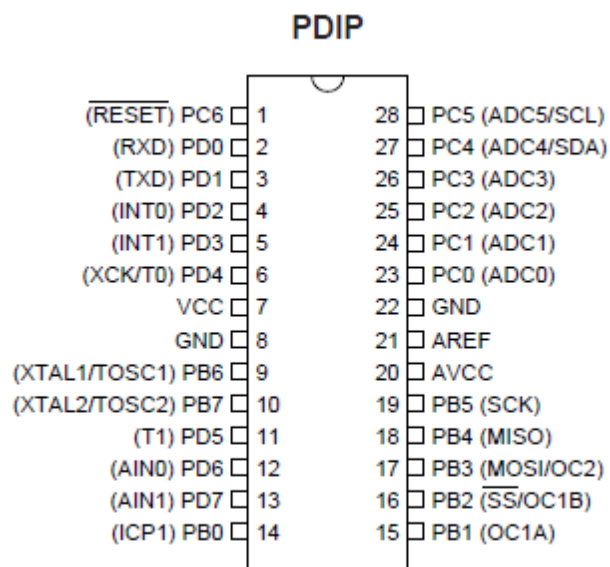 PDIP
(RESET) PC6 1 28 PC5 (ADC5/SCL)
(RXD) PD0 2 27 PC4 (ADC4/SDA)
(TXD) PD1 3 26 PC3 (ADC3)
(INT0) PD2 4 25 PC2 (ADC2)
(INT1) PD3 5 24 PC1 (ADC1)
(XCK/T0) PD4 6 23 PC0 (ADC0)
VCC 7 22 GND
GND 8 21 AREF
(XTAL1/TOSC1) PB6 9 20 AVCC
(XTAL2/TOSC2) PB7 10 19 PB5 (SCK)
(T1) PD5 11 18 PB4 (MISO)
(AIN0) PD6 12 17 PB3 (MOSI/OC2)
(AIN1) PD7 13 16 PB2 (SS/OC1B)
(ICP1) PB0 14 15 PB1 (OC1A)